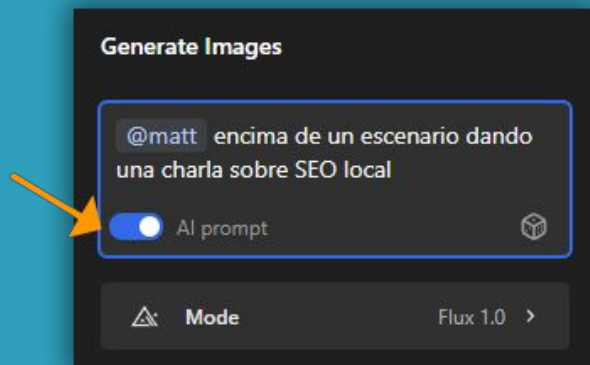 Generate Images
@matt encima de un escenario dando
una charla sobre SEO local
AI prompt
Mode Flux 1.0